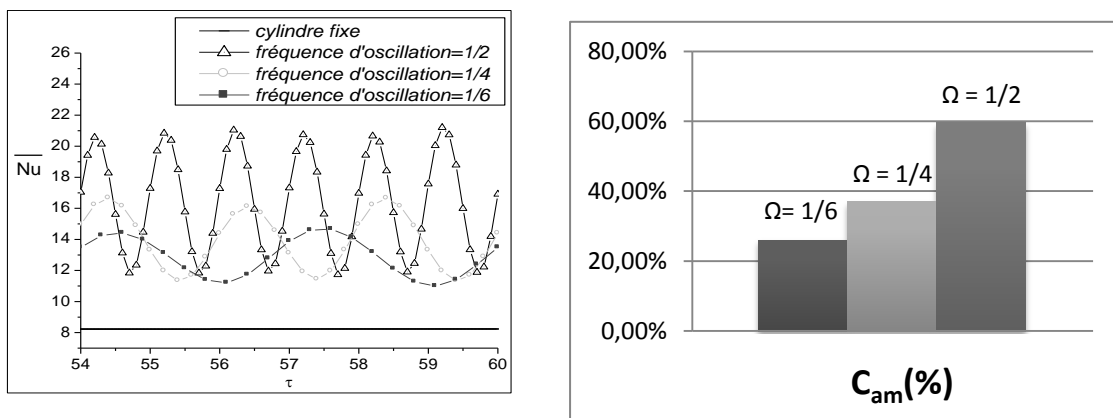 cylindre fixe
fréquence d'oscillation=1/2
fréquence d'oscillation=1/4
fréquence d'oscillation=1/6
26
24
22
20
18
16
14
12
10
8
Nu
54
55
56
57
58
59
60
τ
80,00%
60,00%
40,00%
20,00%
0,00%
Ω= 1/6
Ω = 1/4
Ω = 1/2
Cam(%)